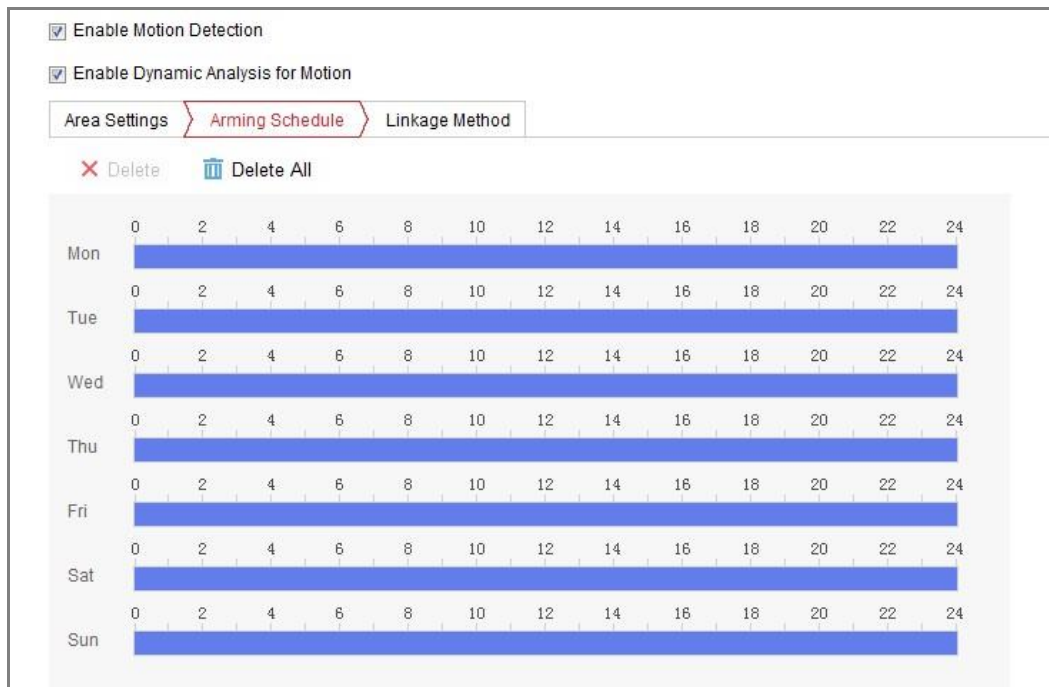 Enable Motion Detection
Enable Dynamic Analysis for Motion
Area Settings Arming Schedule Linkage Method
Delete Delete All
0 2 4 6 8 10 12 14 16 18 20 22 24
Mon
0 2 4 6 8 10 12 14 16 18 20 22 24
Tue
0 2 4 6 8 10 12 14 16 18 20 22 24
Wed
0 2 4 6 8 10 12 14 16 18 20 22 24
Thu
0 2 4 6 8 10 12 14 16 18 20 22 24
Fri
0 2 4 6 8 10 12 14 16 18 20 22 24
Sat
0 2 4 6 8 10 12 14 16 18 20 22 24
Sun